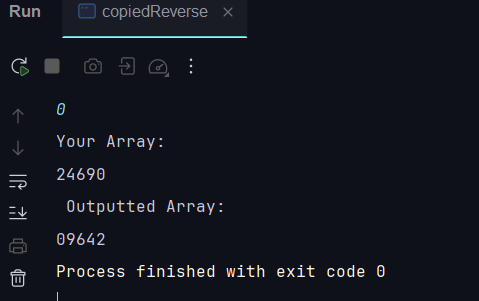 Run copiedReverse
0
Your Array:
24690
Outputted Array:
09642
Process finished with exit code 0